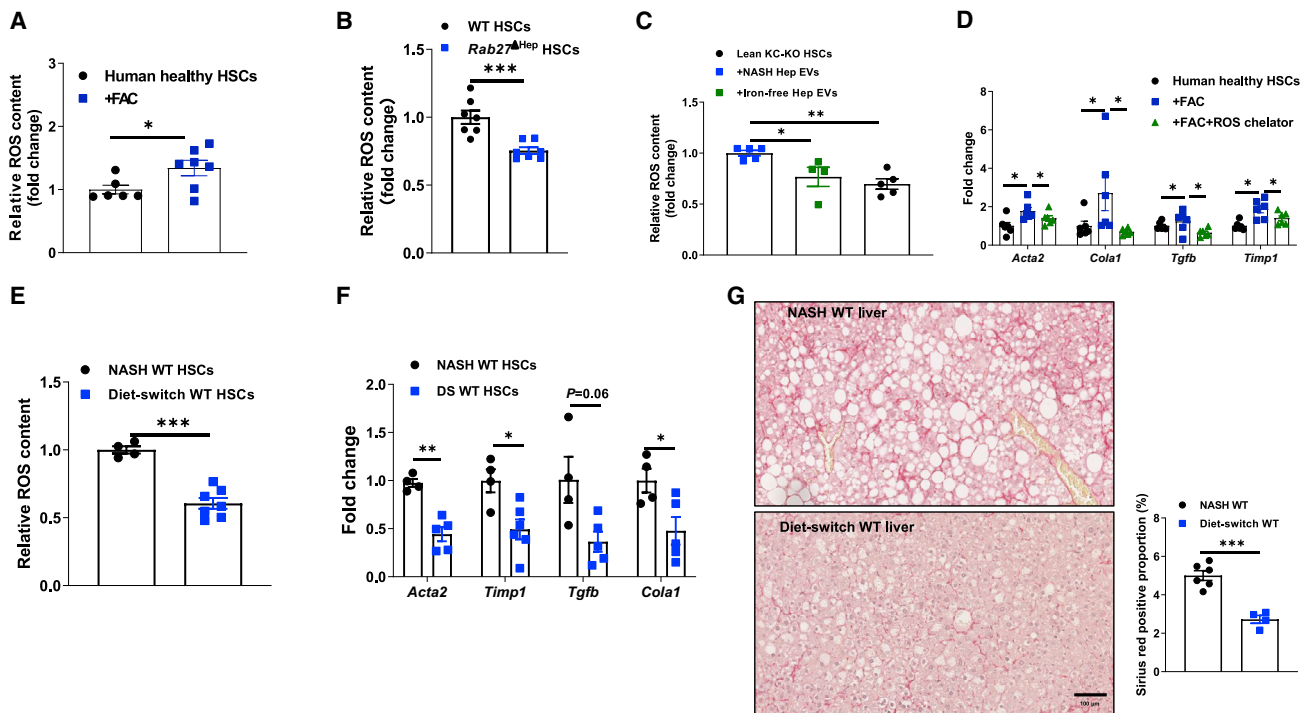 A
Relative ROS content
(fold change)
3
2
1
0
Human healthy HSCs
+FAC
*
B
Relative ROS content
(fold change)
1.5
1.0
0.5
0.0
WT HSCs
Rab27▲Hep HSCs
***
C
Relative ROS content
(fold change)
1.5
1.0
0.5
0.0
Lean KC-KO HSCs
+NASH Hep EVs
+Iron-free Hep EVs
**
*
D
Fold change
8
6
4
2
0
Human healthy HSCs
+FAC
+FAC+ROS chelator
* *
* *
* *
* *
Acta2 Cola1 Tgfb Timp1
E
Relative ROS content
1.5
1.0
0.5
0.0
NASH WT HSCs
Diet-switch WT HSCs
***
F
Fold change
2.0
1.5
1.0
0.5
0.0
NASH WT HSCs
DS WT HSCs
**
*
P=0.06
*
Acta2 Timp1 Tgfb Cola1
G
NASH WT liver
Diet-switch WT liver
100 μm
Sirius red positive proportion (%)
8
6
4
2
0
NASH WT
Diet-switch WT
***